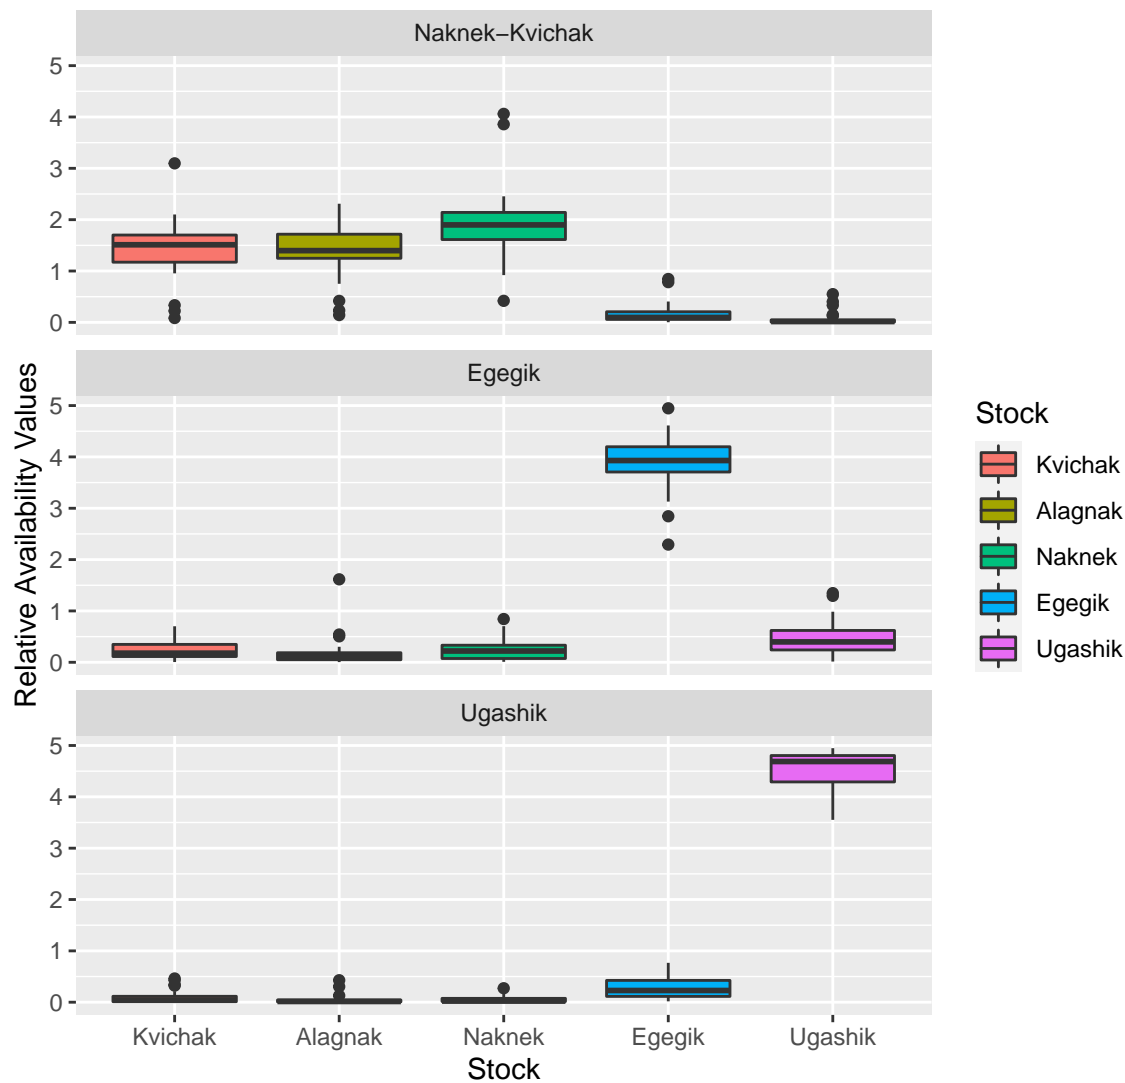 Naknek–Kvichak
5
4
3
2
1
0
Egegik
5
4
3
2
1
0
Ugashik
5
4
3
2
1
0
Relative Availability Values
Kvichak Alagnak Naknek Egegik Ugashik
Stock
Stock
Kvichak
Alagnak
Naknek
Egegik
Ugashik